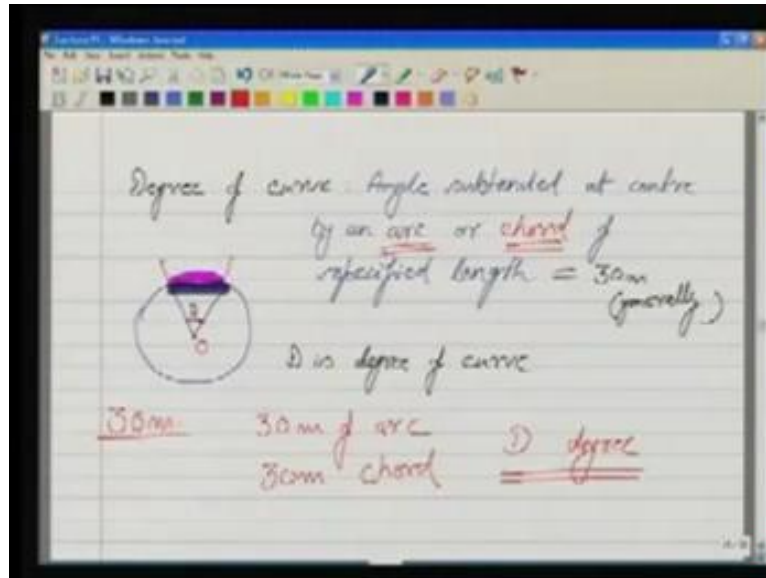 Degree of curve: Angle subtended at centre
by an arc or chord of
specified length = 30m
(generally)
D
O
D is degree of curve
30m 30m of arc D degree
30m chord